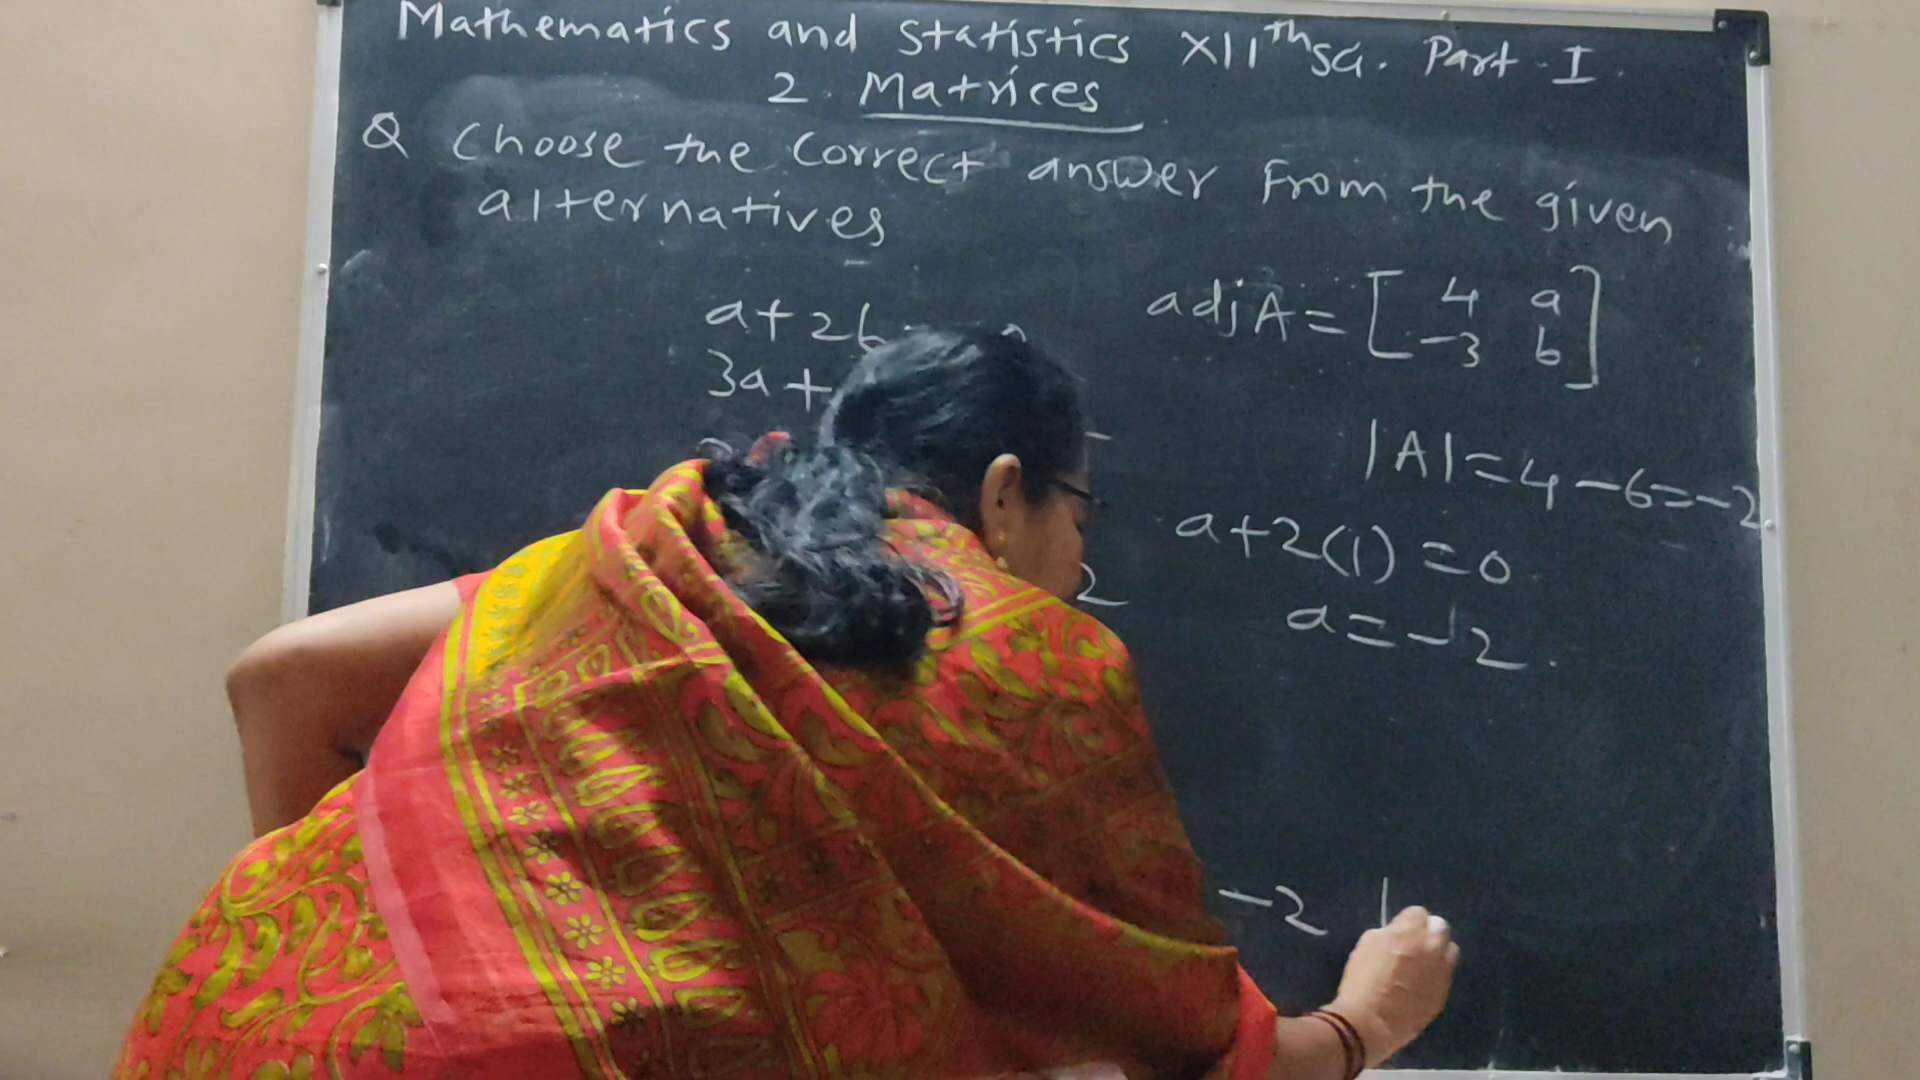 Mathematics and Statistics XIIth Sci. Part I.
2. Matrices
Q Choose the Correct answer From the given
alternatives
a+2b
3a+
adjA = [ 4 a
-3 b ]
|A| = 4 - 6 = -2
a+2(1) = 0
2
a = -2.
-2